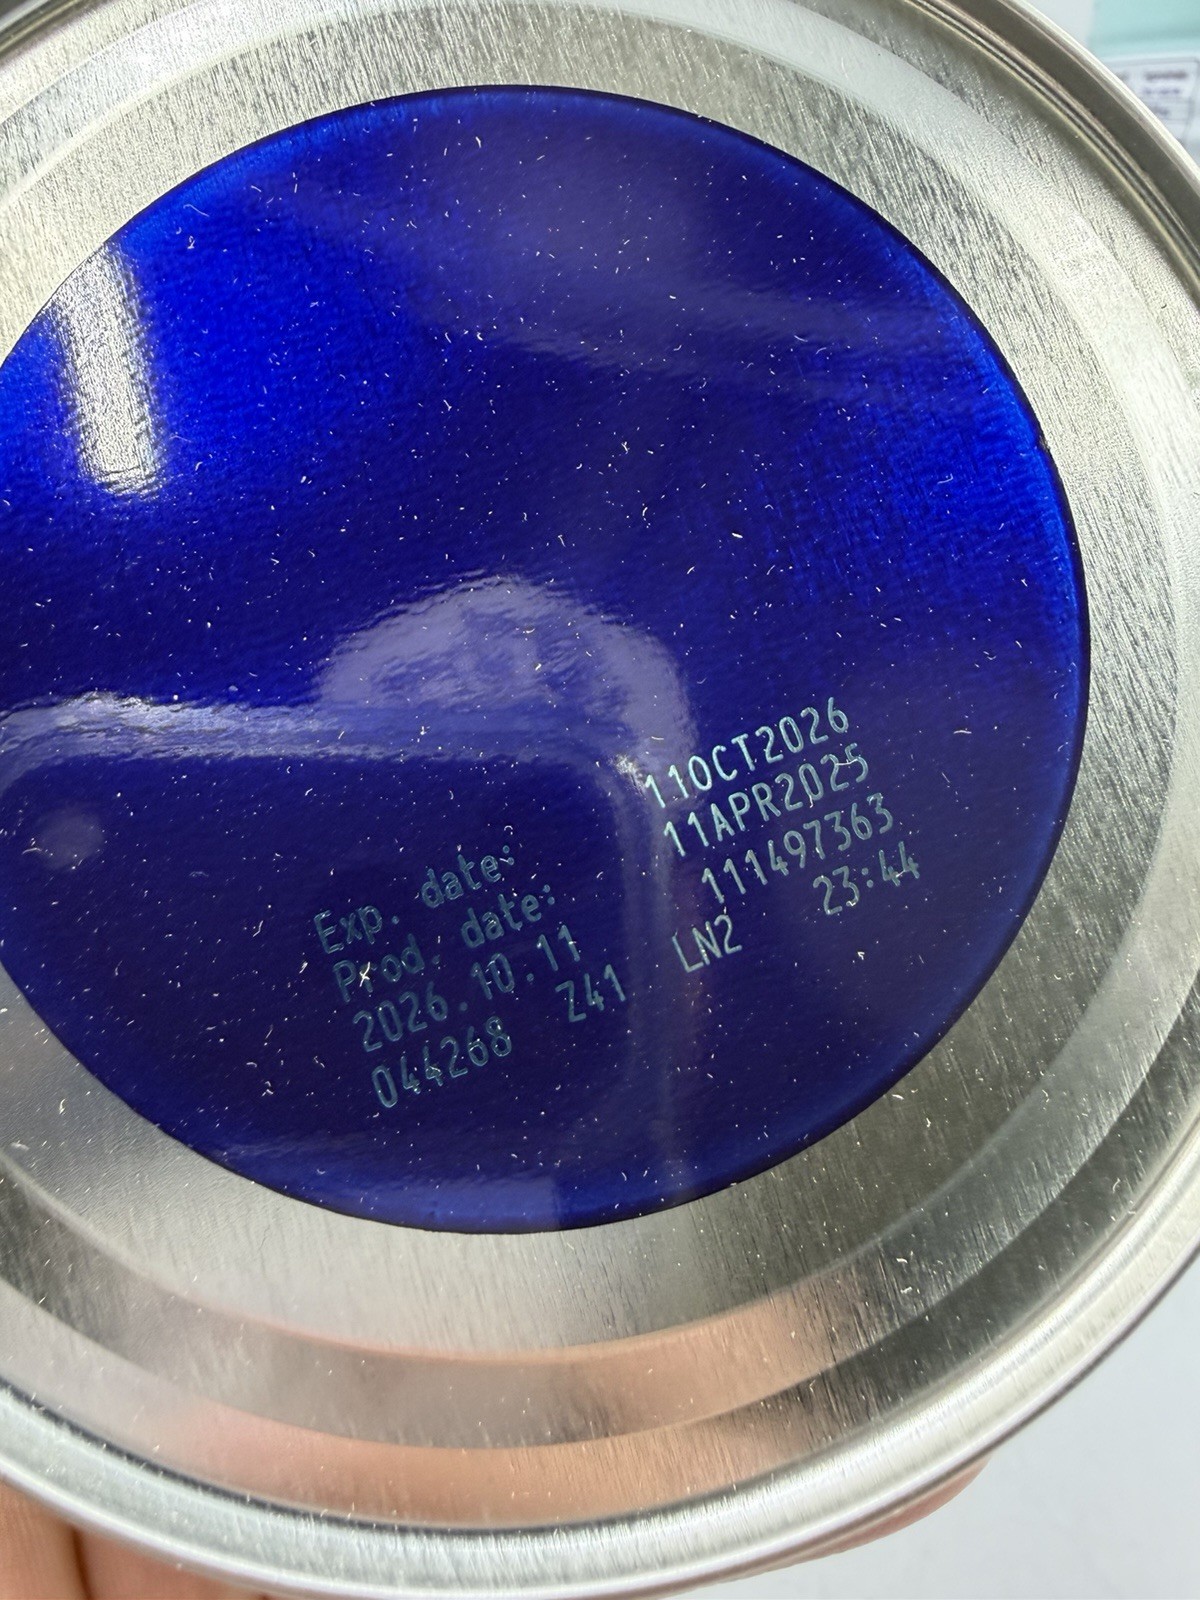 Exp. date: 11OCT2026
Prod. date: 11APR2025
2026.10.11 111497363
044268 Z41 LN2 23:44